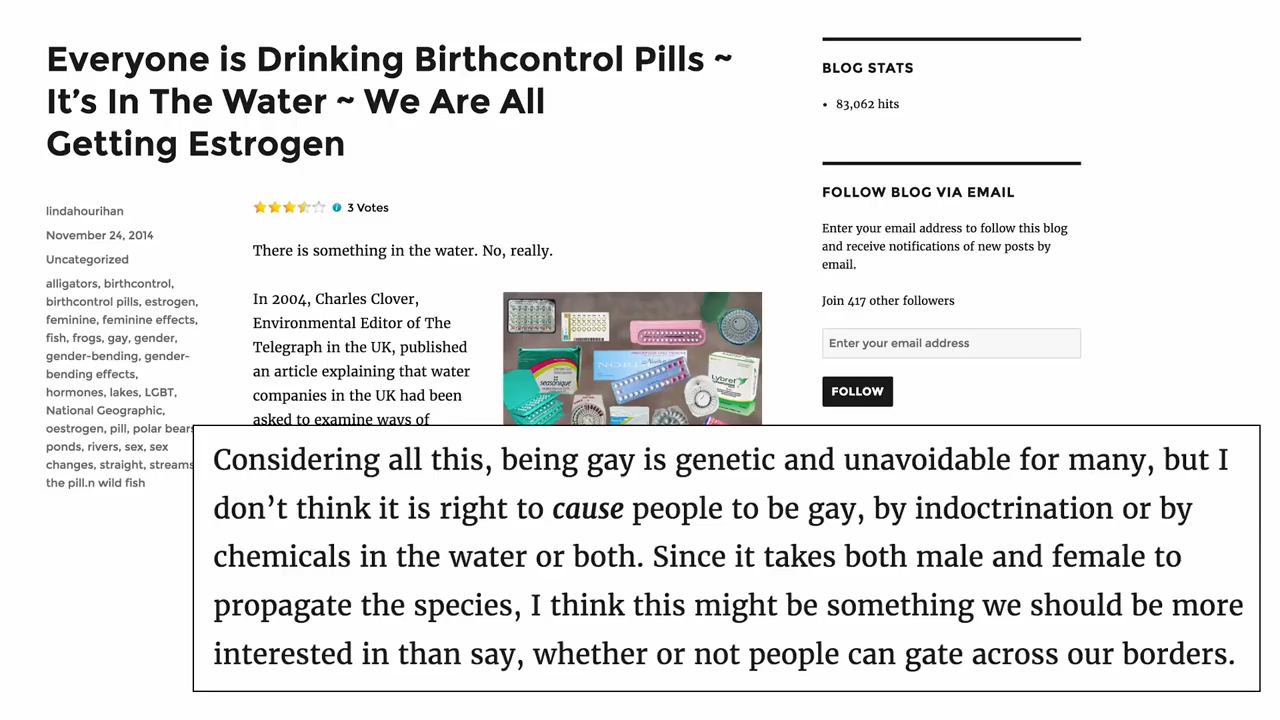 Everyone is Drinking Birthcontrol Pills ~
It's In The Water ~ We Are All
Getting Estrogen
lindahourihan
November 24, 2014
Uncategorized
alligators, birthcontrol,
birthcontrol pills, estrogen,
feminine, feminine effects,
fish, frogs, gay, gender,
gender-bending, gender-
bending effects,
hormones, lakes, LGBT,
National Geographic,
oestrogen, pill, polar bears,
ponds, rivers, sex, sex
changes, straight, streams
the pill.n wild fish
3 Votes
There is something in the water. No, really.
In 2004, Charles Clover,
Environmental Editor of The
Telegraph in the UK, published
an article explaining that water
companies in the UK had been
asked to examine ways of
seasonique
Lybrel
BLOG STATS
• 83,062 hits
FOLLOW BLOG VIA EMAIL
Enter your email address to follow this blog
and receive notifications of new posts by
email.
Join 417 other followers
Enter your email address
FOLLOW
Considering all this, being gay is genetic and unavoidable for many, but I
don't think it is right to cause people to be gay, by indoctrination or by
chemicals in the water or both. Since it takes both male and female to
propagate the species, I think this might be something we should be more
interested in than say, whether or not people can gate across our borders.